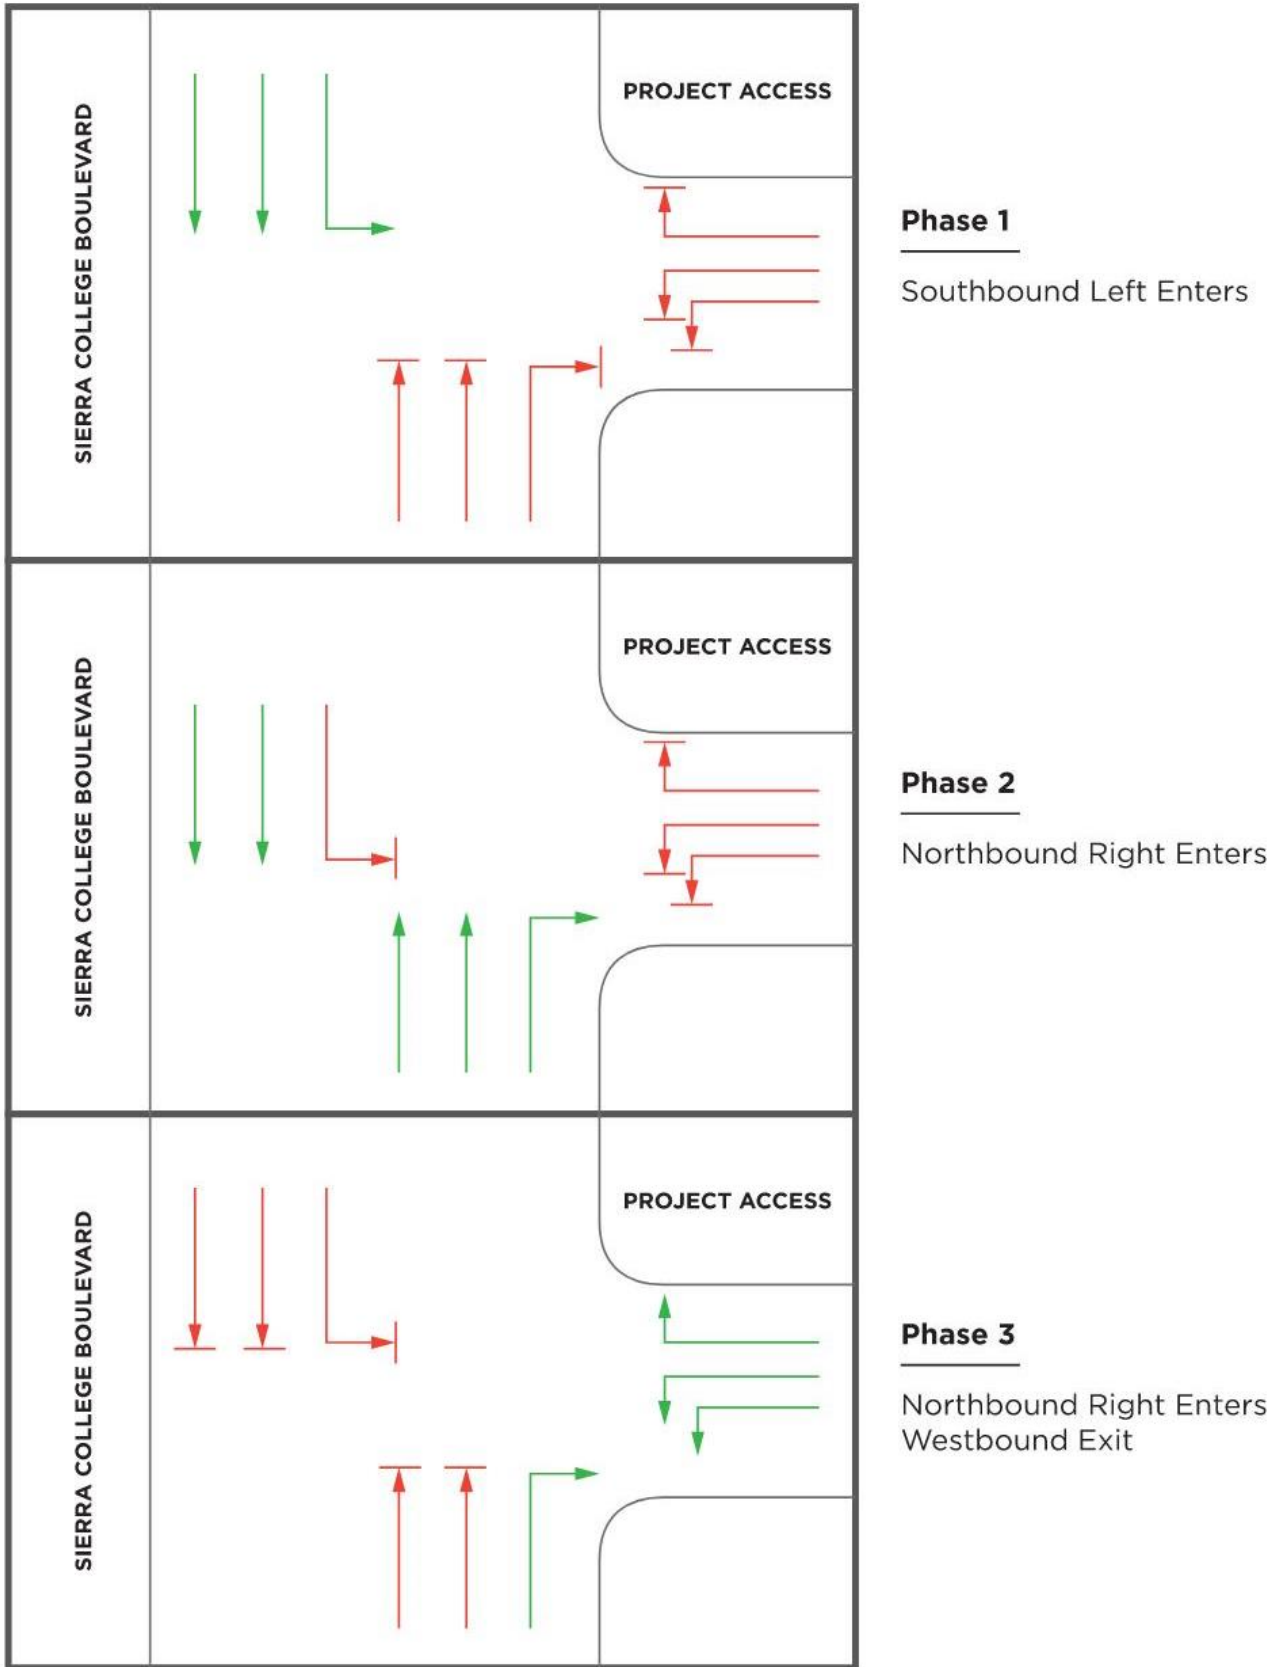 SIERRA COLLEGE BOULEVARD
PROJECT ACCESS
Phase 1
Southbound Left Enters
SIERRA COLLEGE BOULEVARD
PROJECT ACCESS
Phase 2
Northbound Right Enters
SIERRA COLLEGE BOULEVARD
PROJECT ACCESS
Phase 3
Northbound Right Enters
Westbound Exit